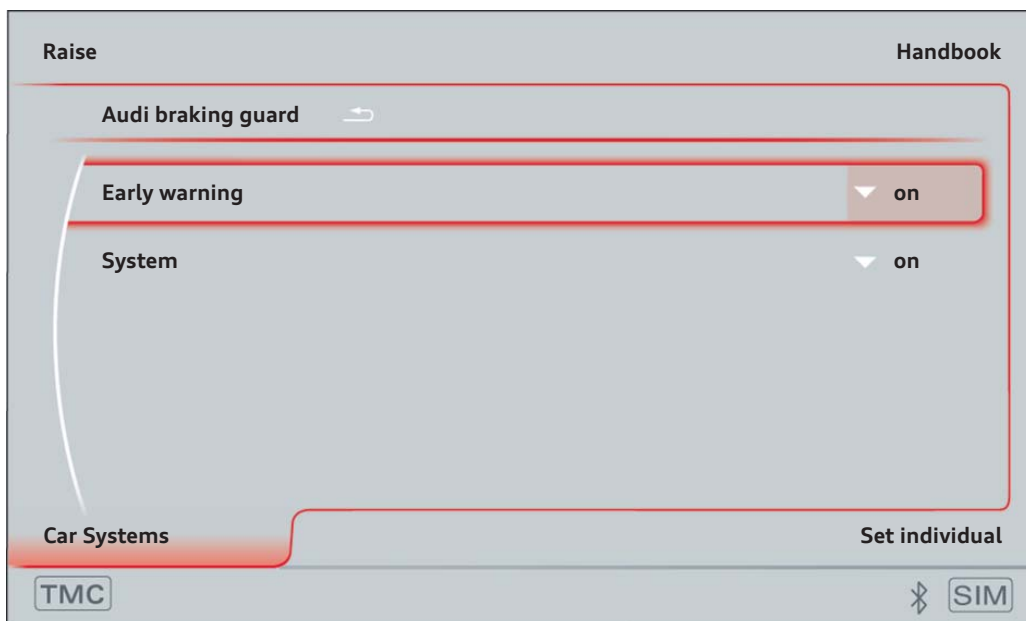 Raise Handbook
Audi braking guard
Early warning on
System on
Car Systems Set individual
TMC SIM